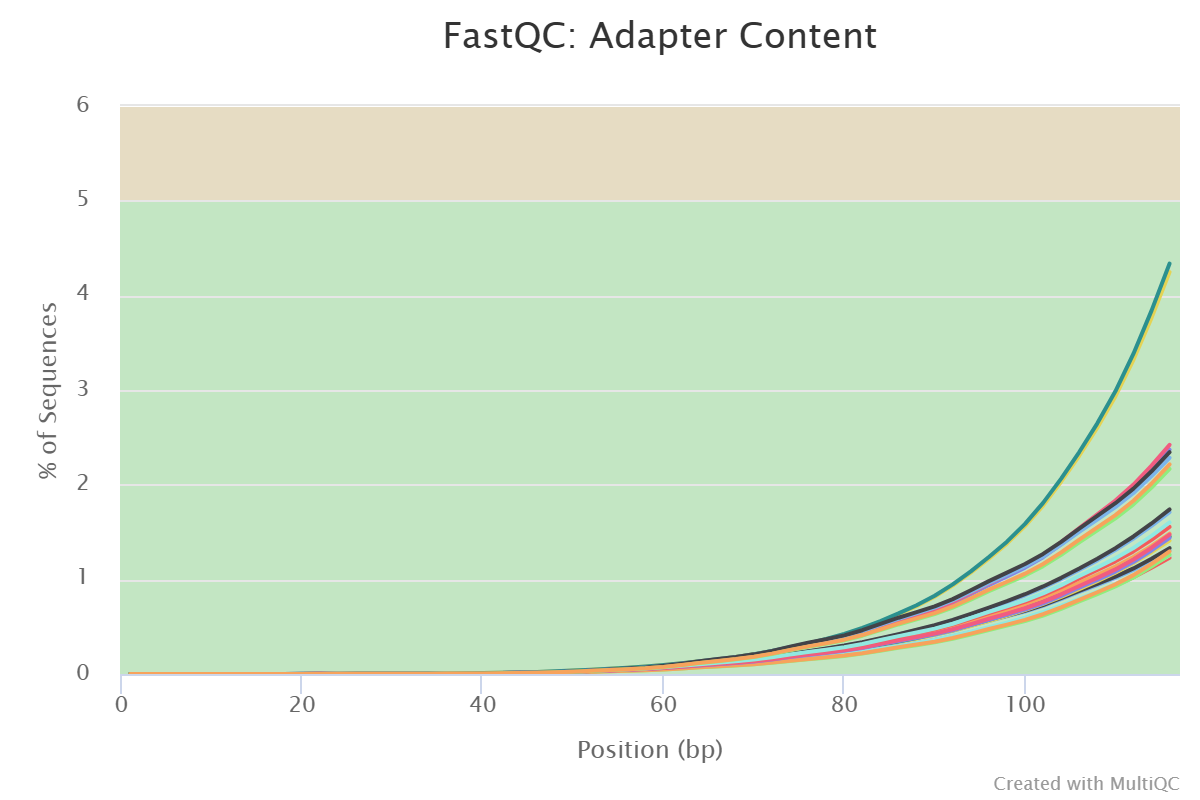 FastQC: Adapter Content
6
5
4
3
2
1
0
% of Sequences
0 20 40 60 80 100
Position (bp)
Created with MultiQC